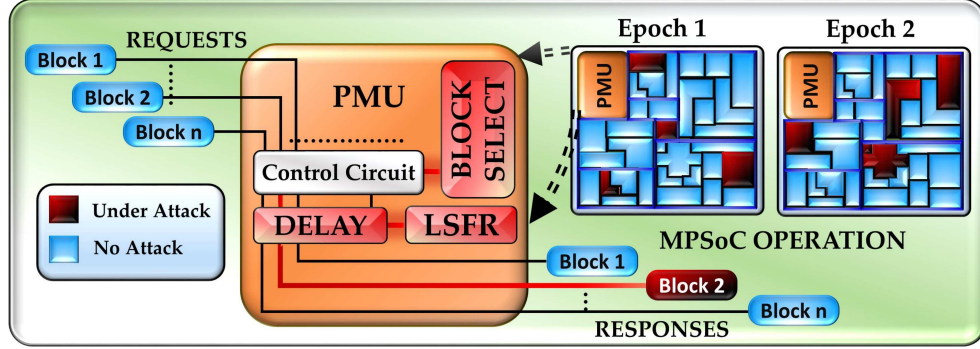 REQUESTS
Block 1
Block 2
Block n
PMU
BLOCK
SELECT
Control Circuit
DELAY
LSFR
Under Attack
No Attack
Epoch 1
Epoch 2
PMU
PMU
MPSoC OPERATION
Block 1
Block 2
Block n
RESPONSES